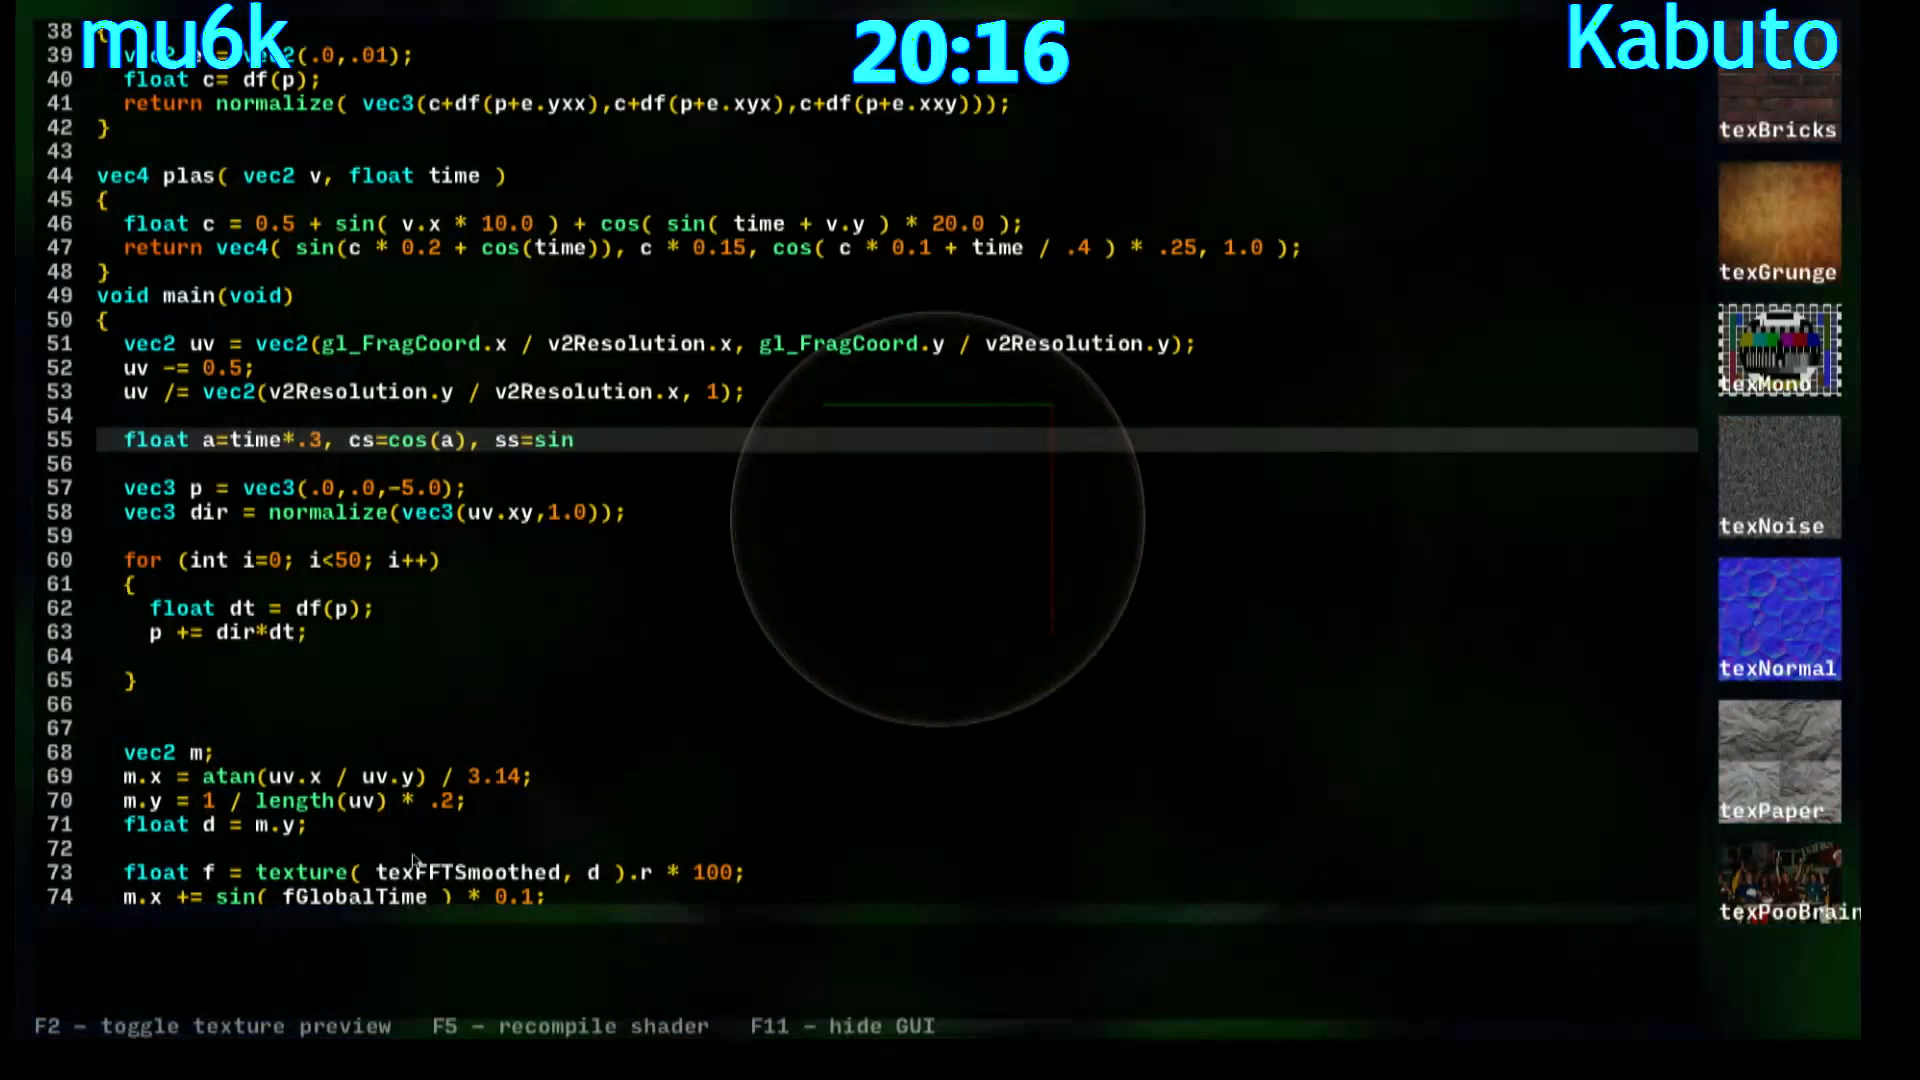 mu6k
20:16
Kabuto
38 {
39 vec2 e = vec2(.0,.01);
40 float c= df(p);
41 return normalize( vec3(c+df(p+e.yxx),c+df(p+e.xyx),c+df(p+e.xxy)));
42 }
43
44 vec4 plas( vec2 v, float time )
45 {
46 float c = 0.5 + sin( v.x * 10.0 ) + cos( sin( time + v.y ) * 20.0 );
47 return vec4( sin(c * 0.2 + cos(time)), c * 0.15, cos( c * 0.1 + time / .4 ) * .25, 1.0 );
48 }
49 void main(void)
50 {
51 vec2 uv = vec2(gl_FragCoord.x / v2Resolution.x, gl_FragCoord.y / v2Resolution.y);
52 uv -= 0.5;
53 uv /= vec2(v2Resolution.y / v2Resolution.x, 1);
54
55 float a=time*.3, cs=cos(a), ss=sin
56
57 vec3 p = vec3(.0,.0,-5.0);
58 vec3 dir = normalize(vec3(uv.xy,1.0));
59
60 for (int i=0; i<50; i++)
61 {
62 float dt = df(p);
63 p += dir*dt;
64
65 }
66
67
68 vec2 m;
69 m.x = atan(uv.x / uv.y) / 3.14;
70 m.y = 1 / length(uv) * .2;
71 float d = m.y;
72
73 float f = texture( texFFTSmoothed, d ).r * 100;
74 m.x += sin( fGlobalTime ) * 0.1;
texBricks
texGrunge
texMono
texNoise
texNormal
texPaper
texPooBrain
F2 - toggle texture preview F5 - recompile shader F11 - hide GUI